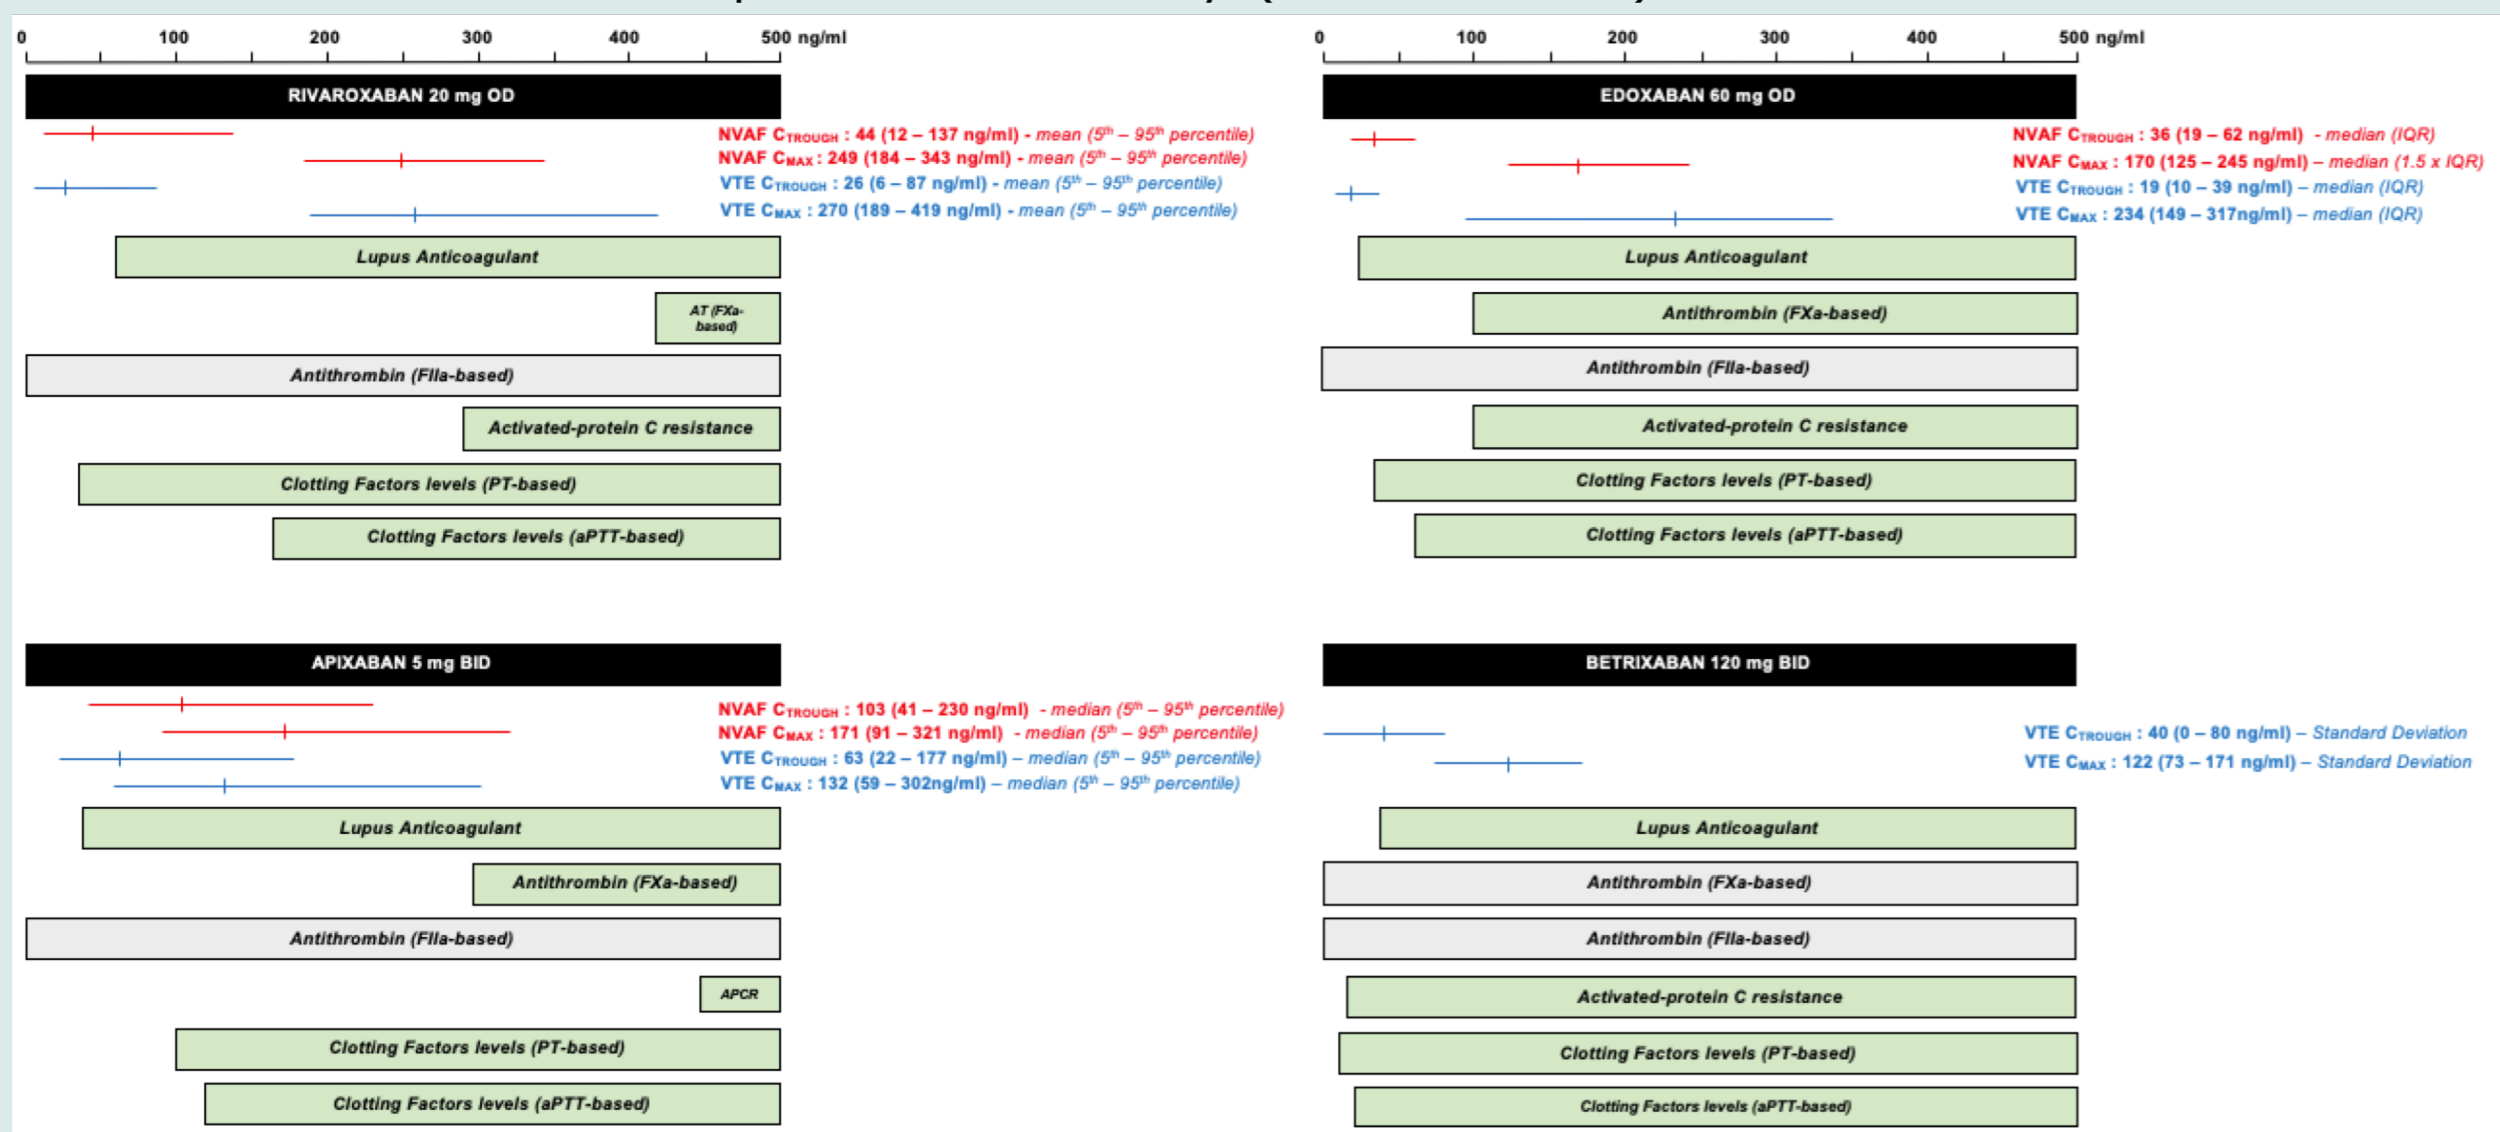 0 100 200 300 400 500 ng/ml
RIVAROXABAN 20 mg OD
NVAF CTROUGH : 44 (12 – 137 ng/ml) - mean (5th – 95th percentile)
NVAF CMAX : 249 (184 – 343 ng/ml) - mean (5th – 95th percentile)
VTE CTROUGH : 26 (6 – 87 ng/ml) - mean (5th – 95th percentile)
VTE CMAX : 270 (189 – 419 ng/ml) - mean (5th – 95th percentile)
Lupus Anticoagulant
AT (FXa-
based)
Antithrombin (FIIa-based)
Activated-protein C resistance
Clotting Factors levels (PT-based)
Clotting Factors levels (aPTT-based)
0 100 200 300 400 500 ng/ml
EDOXABAN 60 mg OD
NVAF CTROUGH : 36 (19 – 62 ng/ml) - median (IQR)
NVAF CMAX : 170 (125 – 245 ng/ml) – median (1.5 x IQR)
VTE CTROUGH : 19 (10 – 39 ng/ml) – median (IQR)
VTE CMAX : 234 (149 – 317ng/ml) – median (IQR)
Lupus Anticoagulant
Antithrombin (FXa-based)
Antithrombin (FIIa-based)
Activated-protein C resistance
Clotting Factors levels (PT-based)
Clotting Factors levels (aPTT-based)
APIXABAN 5 mg BID
NVAF CTROUGH : 103 (41 – 230 ng/ml) - median (5th – 95th percentile)
NVAF CMAX : 171 (91 – 321 ng/ml) - median (5th – 95th percentile)
VTE CTROUGH : 63 (22 – 177 ng/ml) – median (5th – 95th percentile)
VTE CMAX : 132 (59 – 302ng/ml) – median (5th – 95th percentile)
Lupus Anticoagulant
Antithrombin (FXa-based)
Antithrombin (FIIa-based)
APCR
Clotting Factors levels (PT-based)
Clotting Factors levels (aPTT-based)
BETRIXABAN 120 mg BID
VTE CTROUGH : 40 (0 – 80 ng/ml) – Standard Deviation
VTE CMAX : 122 (73 – 171 ng/ml) – Standard Deviation
Lupus Anticoagulant
Antithrombin (FXa-based)
Antithrombin (FIIa-based)
Activated-protein C resistance
Clotting Factors levels (PT-based)
Clotting Factors levels (aPTT-based)